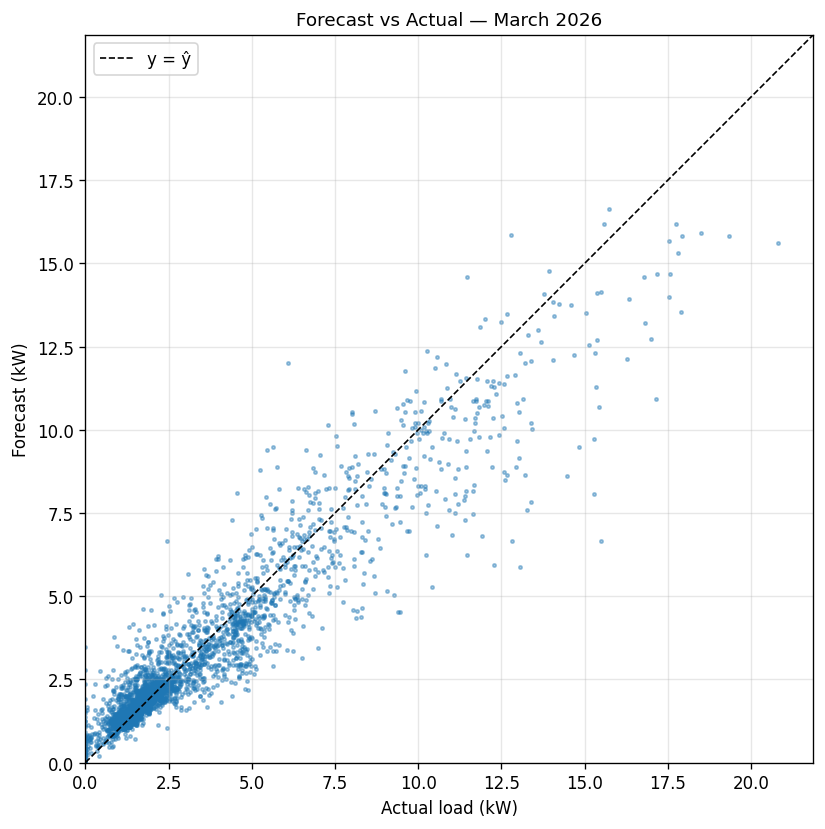 Forecast vs Actual — March 2026
y = ŷ
20.0
17.5
15.0
12.5
10.0
7.5
5.0
2.5
0.0
Forecast (kW)
0.0 2.5 5.0 7.5 10.0 12.5 15.0 17.5 20.0
Actual load (kW)